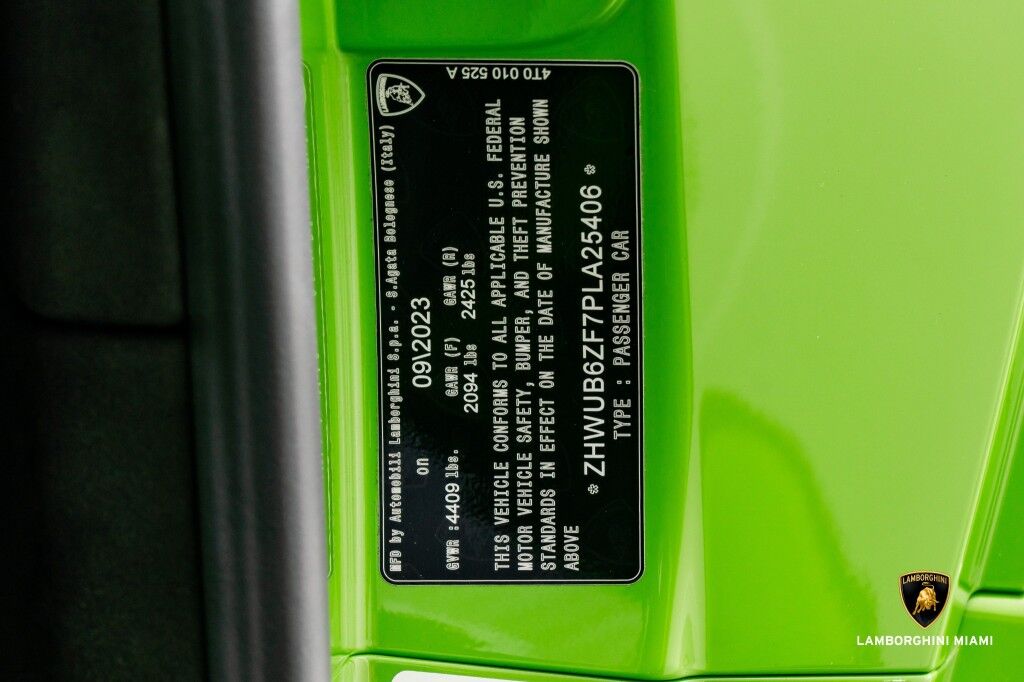 4T0 010 525 A
LAMBORGHINI
MFD by Automobili Lamborghini S.p.a. - S.Agata Bolognese (Italy)
on 09\2023
GAWR (F) GAWR (R)
GVWR :4409 lbs. 2094 lbs 2425 lbs
THIS VEHICLE CONFORMS TO ALL APPLICABLE U.S. FEDERAL
MOTOR VEHICLE SAFETY, BUMPER, AND THEFT PREVENTION
STANDARDS IN EFFECT ON THE DATE OF MANUFACTURE SHOWN
ABOVE
* ZHWUB6ZF7PLA25406 *
TYPE : PASSENGER CAR
LAMBORGHINI
LAMBORGHINI MIAMI